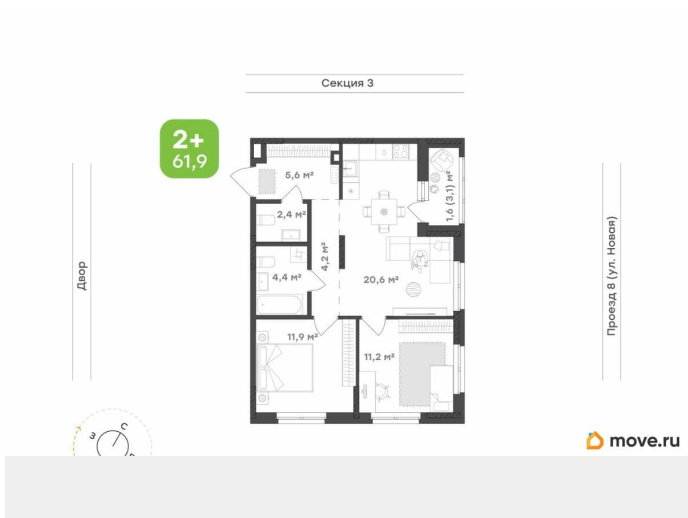 Секция 3
2+
61,9
5,6 м²
2,4 м²
4,2 м²
4,4 м²
1,6 (3,1) м²
20,6 м²
11,9 м²
11,2 м²
Двор
Проезд 8 (ул. Новая)
З
С
move.ru